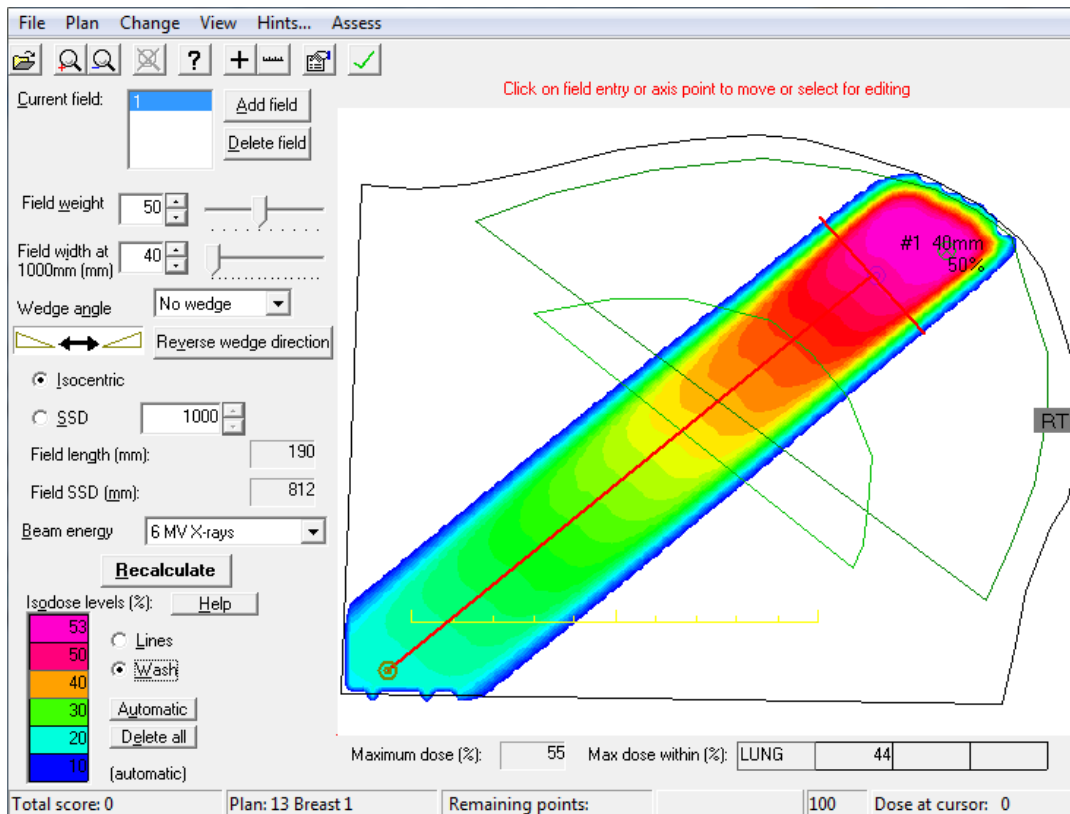 File Plan Change View Hints... Assess
?
Click on field entry or axis point to move or select for editing
Current field:
1
Add field
Delete field
Field weight 50
Field width at
1000mm (mm) 40
Wedge angle No wedge
Reverse wedge direction
Isocentric
SSD 1000
Field length (mm): 190
Field SSD (mm): 812
Beam energy 6 MV X-rays
Recalculate
Isodose levels (%): Help
53
50
40
30
20
10
Lines
Wash
Automatic
Delete all
(automatic)
#1 40mm
50%
RT
Maximum dose (%): 55 Max dose within (%): LUNG 44
Total score: 0 Plan: 13 Breast 1 Remaining points: 100 Dose at cursor: 0